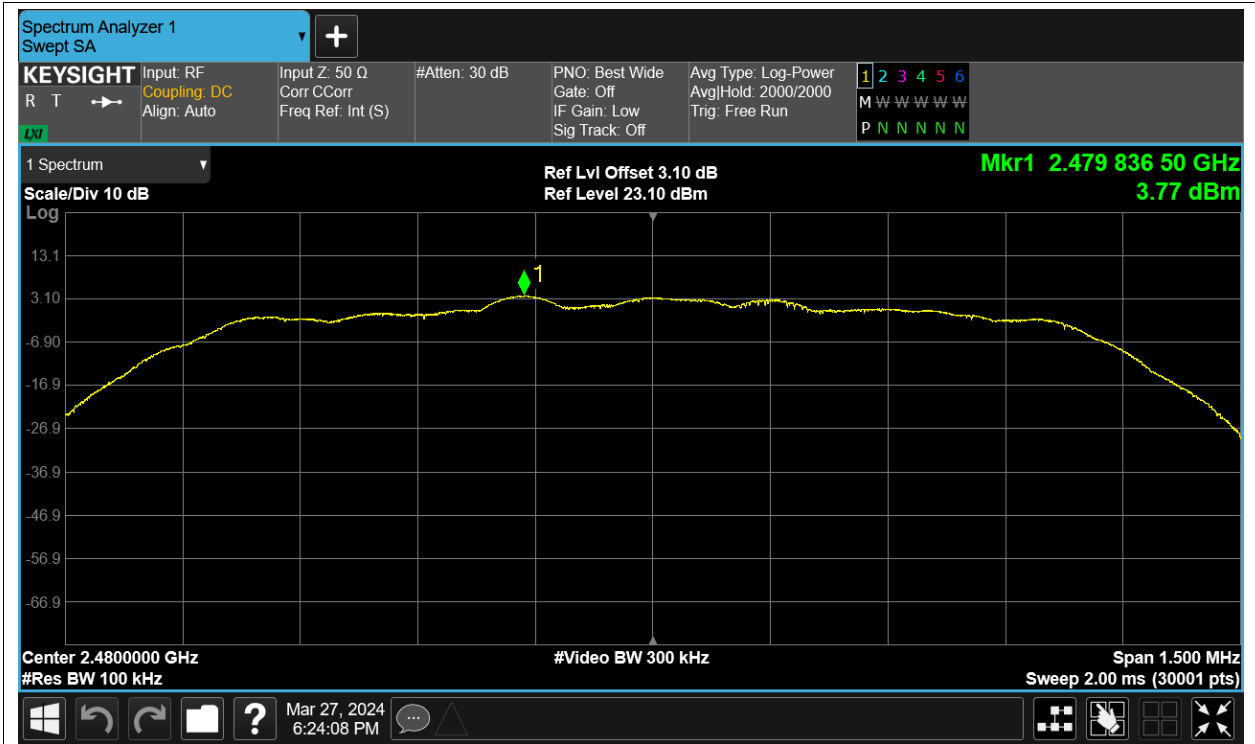 Spectrum Analyzer 1
Swept SA
KEYSIGHT
R T
LXI
Input: RF
Coupling: DC
Align: Auto
Input Z: 50 Ω
Corr CCorr
Freq Ref: Int (S)
#Atten: 30 dB
PNO: Best Wide
Gate: Off
IF Gain: Low
Sig Track: Off
Avg Type: Log-Power
Avg|Hold: 2000/2000
Trig: Free Run
1 2 3 4 5 6
M W W W W W
P N N N N N
1 Spectrum
Scale/Div 10 dB
Log
Ref Lvl Offset 3.10 dB
Ref Level 23.10 dBm
Mkr1 2.479 836 50 GHz
3.77 dBm
1
13.1
3.10
-6.90
-16.9
-26.9
-36.9
-46.9
-56.9
-66.9
Center 2.4800000 GHz
#Res BW 100 kHz
#Video BW 300 kHz
Span 1.500 MHz
Sweep 2.00 ms (30001 pts)
?
Mar 27, 2024
6:24:08 PM